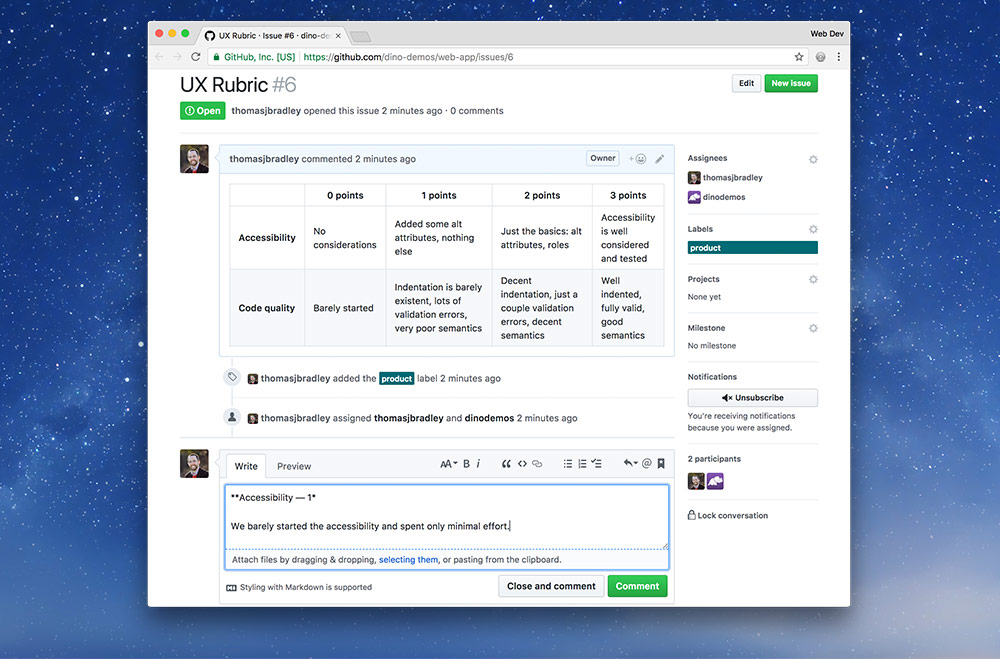 UX Rubric · Issue #6 · dino-de
Web Dev
GitHub, Inc. [US] https://github.com/dino-demos/web-app/issues/6
UX Rubric #6
Edit
New issue
Open
thomasjbradley opened this issue 2 minutes ago · 0 comments
thomasjbradley commented 2 minutes ago
Owner
0 points
1 points
2 points
3 points
Accessibility
No
considerations
Added some alt
attributes, nothing
else
Just the basics: alt
attributes, roles
Accessibility
is well
considered
and tested
Code quality
Barely started
Indentation is barely
existent, lots of
validation errors,
very poor semantics
Decent
indentation, just a
couple validation
errors, decent
semantics
Well
indented,
fully valid,
good
semantics
thomasjbradley added the product label 2 minutes ago
thomasjbradley assigned thomasjbradley and dinodemos 2 minutes ago
Write
Preview
AA B i
**Accessibility — 1*
We barely started the accessibility and spent only minimal effort.
Attach files by dragging & dropping, selecting them, or pasting from the clipboard.
Styling with Markdown is supported
Close and comment
Comment
Assignees
thomasjbradley
dinodemos
Labels
product
Projects
None yet
Milestone
No milestone
Notifications
Unsubscribe
You're receiving notifications
because you were assigned.
2 participants
Lock conversation